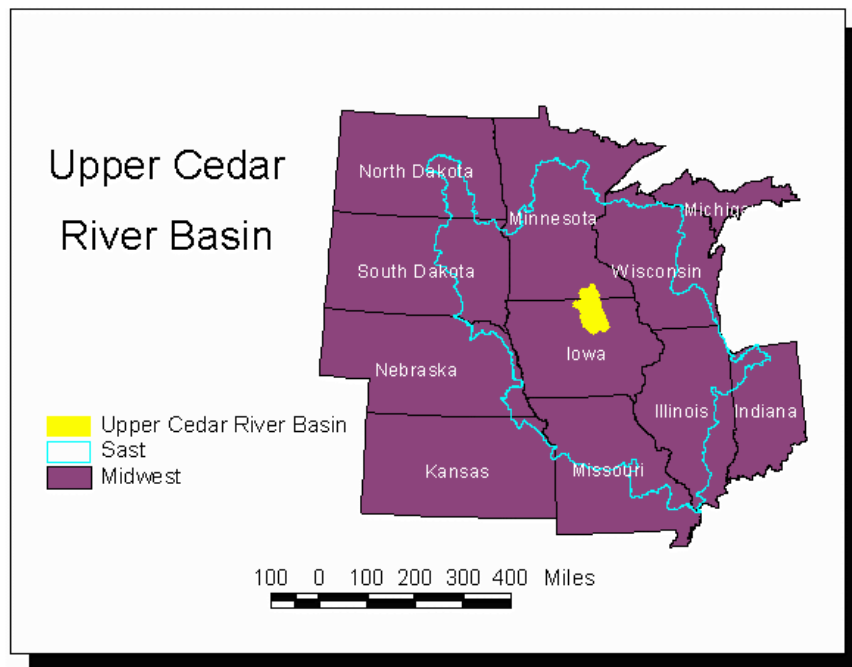 Upper Cedar
River Basin
North Dakota
Minnesota
Michiga
South Dakota
Wisconsin
Nebraska
Iowa
Illinois
Indiana
Kansas
Missouri
Upper Cedar River Basin
Sast
Midwest
100 0 100 200 300 400 Miles